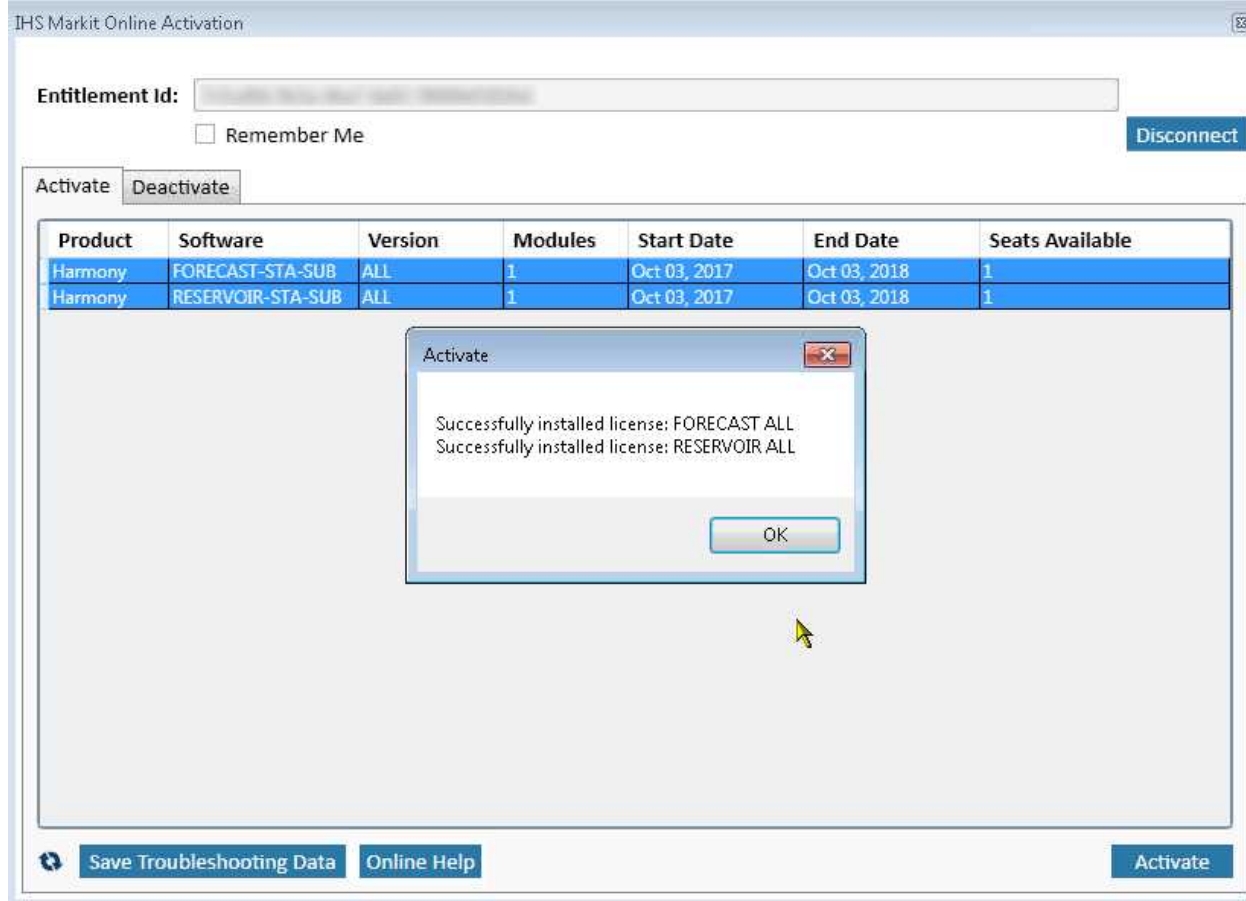 IHS Markit Online Activation
Entitlement Id:
Remember Me
Disconnect
Activate Deactivate
Product Software Version Modules Start Date End Date Seats Available
Harmony FORECAST-STA-SUB ALL 1 Oct 03, 2017 Oct 03, 2018 1
Harmony RESERVOIR-STA-SUB ALL 1 Oct 03, 2017 Oct 03, 2018 1
Activate
Successfully installed license: FORECAST ALL
Successfully installed license: RESERVOIR ALL
OK
Save Troubleshooting Data Online Help Activate